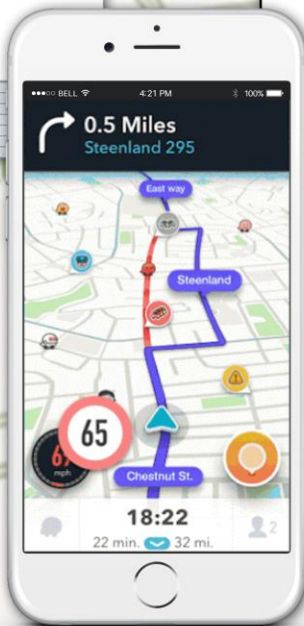 BELL 4:21 PM 100%
0.5 Miles
Steenland 295
East way
Steenland
65
mph
Chestnut St.
18:22
2
22 min. 32 mi.